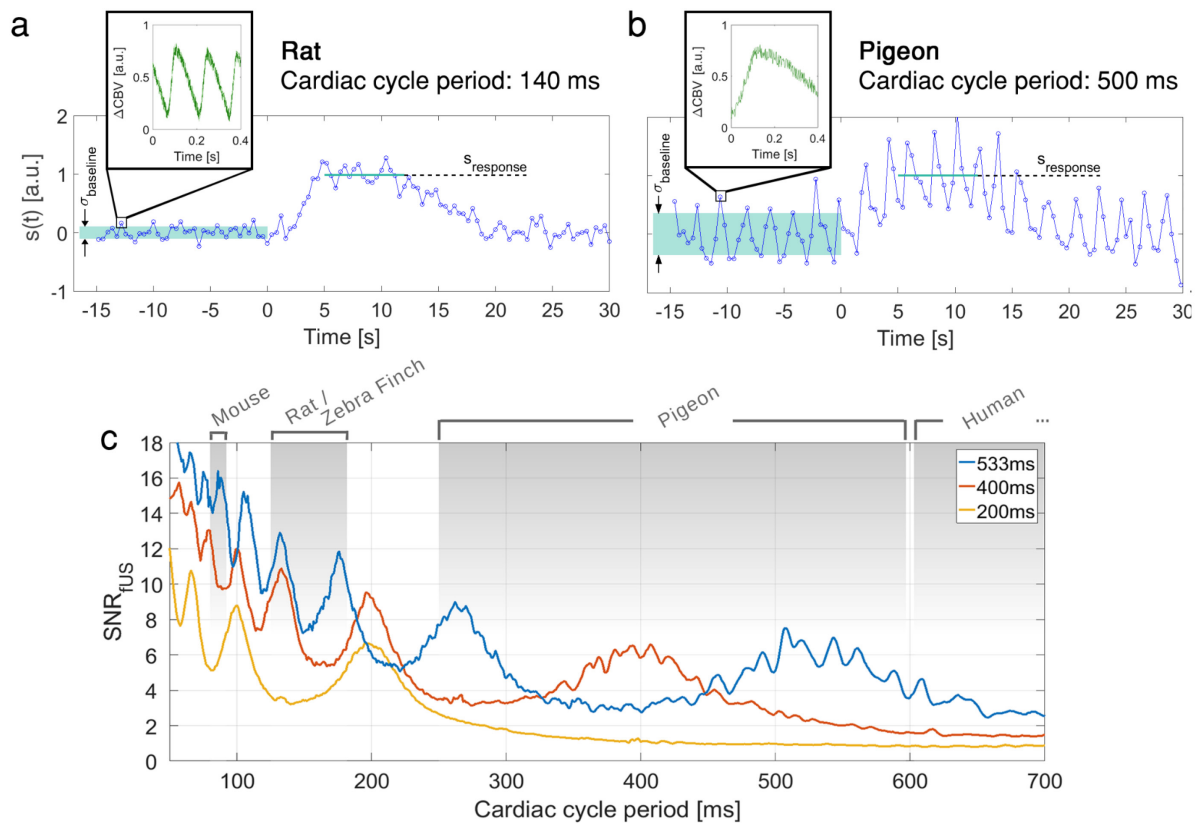 a
Rat
Cardiac cycle period: 140 ms
ΔCBV [a.u.]
1
0.5
0
0
0.2
0.4
Time [s]
s(t) [a.u.]
2
1
0
-1
σbaseline
sresponse
-15
-10
-5
0
5
10
15
20
25
30
Time [s]
b
Pigeon
Cardiac cycle period: 500 ms
ΔCBV [a.u.]
1
0.5
0
0
0.2
0.4
Time [s]
σbaseline
sresponse
-15
-10
-5
0
5
10
15
20
25
30
Time [s]
c
Mouse
Rat /
Zebra Finch
Pigeon
Human
...
SNRfUS
18
16
14
12
10
8
6
4
2
0
533ms
400ms
200ms
100
200
300
400
500
600
700
Cardiac cycle period [ms]